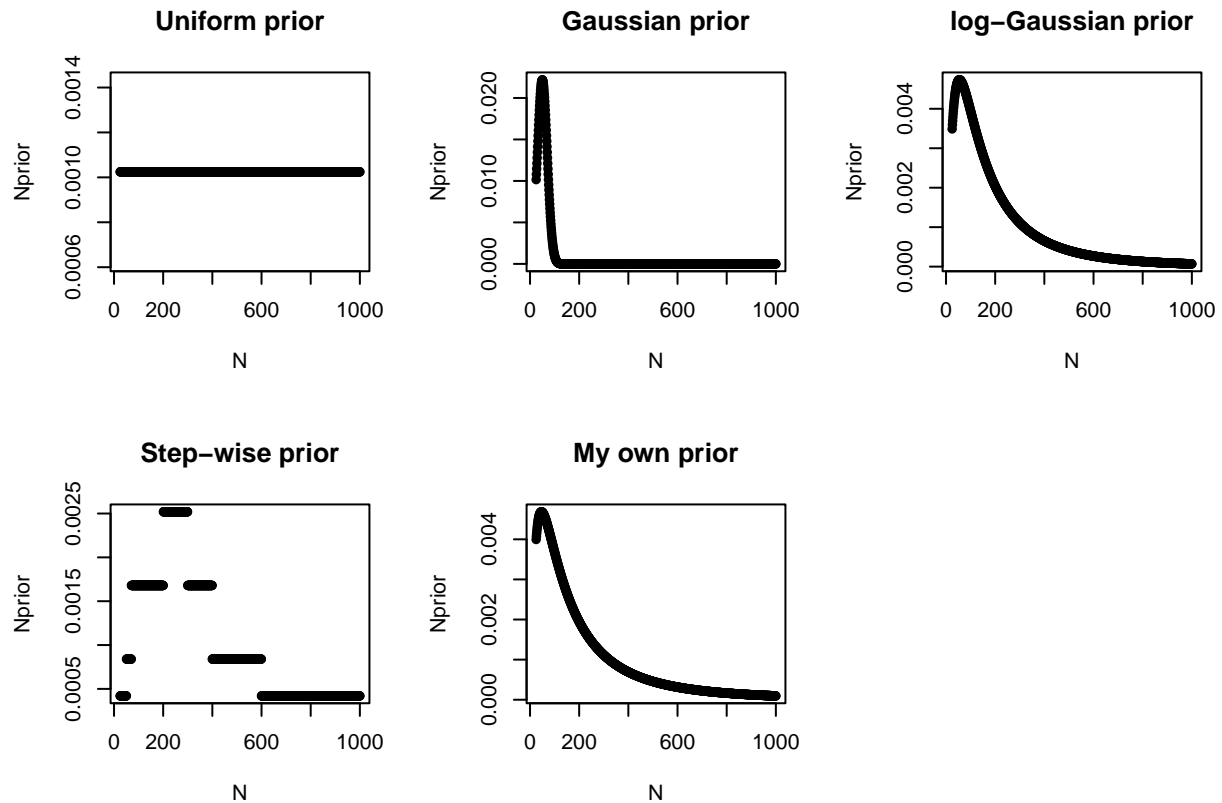 Uniform prior
Nprior
0.0006 0.0010 0.0014
0 200 600 1000
N
Gaussian prior
Nprior
0.000 0.010 0.020
0 200 600 1000
N
log−Gaussian prior
Nprior
0.000 0.002 0.004
0 200 600 1000
N
Step−wise prior
Nprior
0.0005 0.0015 0.0025
0 200 600 1000
N
My own prior
Nprior
0.000 0.002 0.004
0 200 600 1000
N